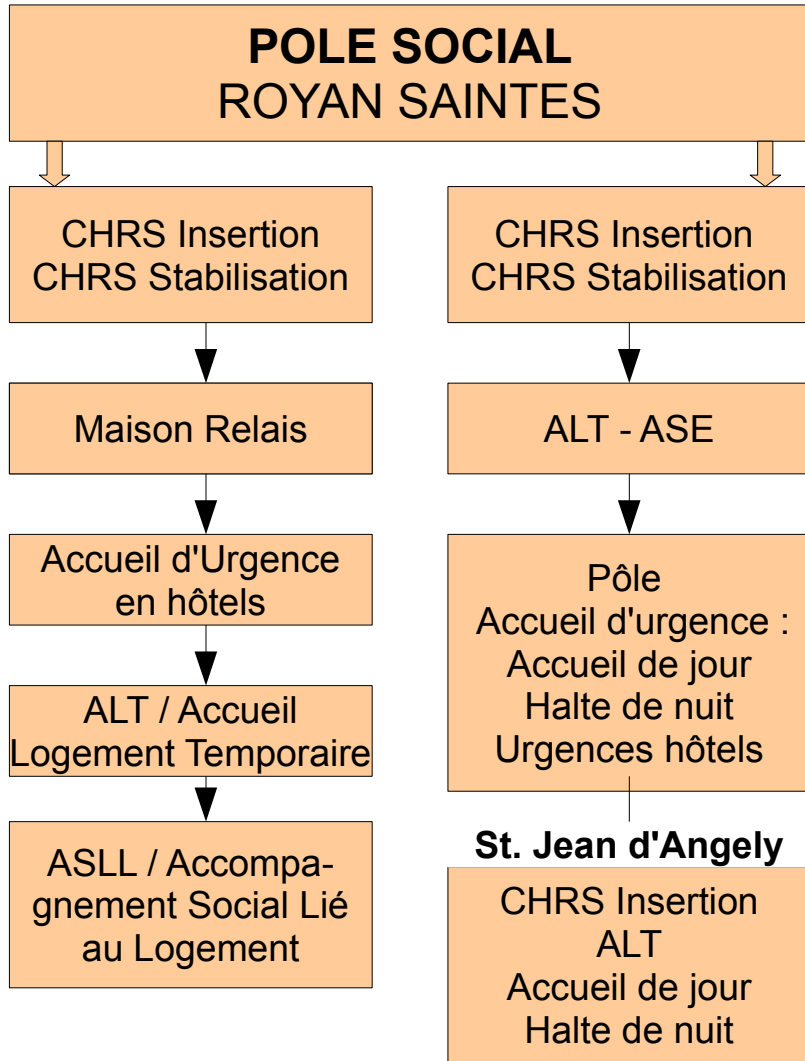 POLE SOCIAL
ROYAN SAINTES
CHRS Insertion
CHRS Stabilisation
Maison Relais
Accueil d'Urgence
en hôtels
ALT / Accueil
Logement Temporaire
ASLL / Accompa-
gnement Social Lié
au Logement
CHRS Insertion
CHRS Stabilisation
ALT - ASE
Pôle
Accueil d'urgence :
Accueil de jour
Halte de nuit
Urgences hôtels
St. Jean d'Angely
CHRS Insertion
ALT
Accueil de jour
Halte de nuit